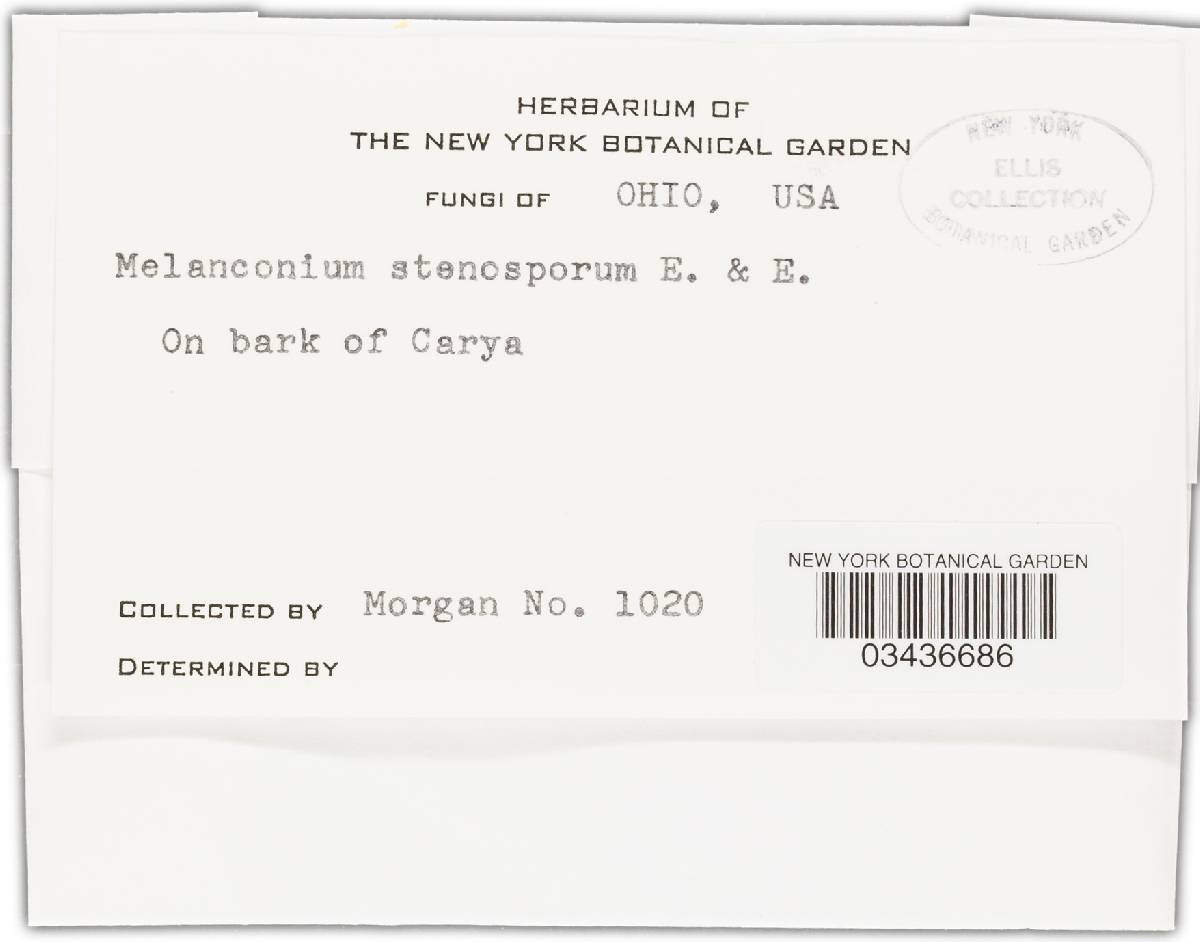 HERBARIUM OF
THE NEW YORK BOTANICAL GARDEN
FUNGI OF OHIO, USA
NEW YORK
ELLIS
COLLECTION
BOTANICAL GARDEN
Melanconium stenosporum E. & E.
On bark of Carya
NEW YORK BOTANICAL GARDEN
03436686
COLLECTED BY Morgan No. 1020
DETERMINED BY